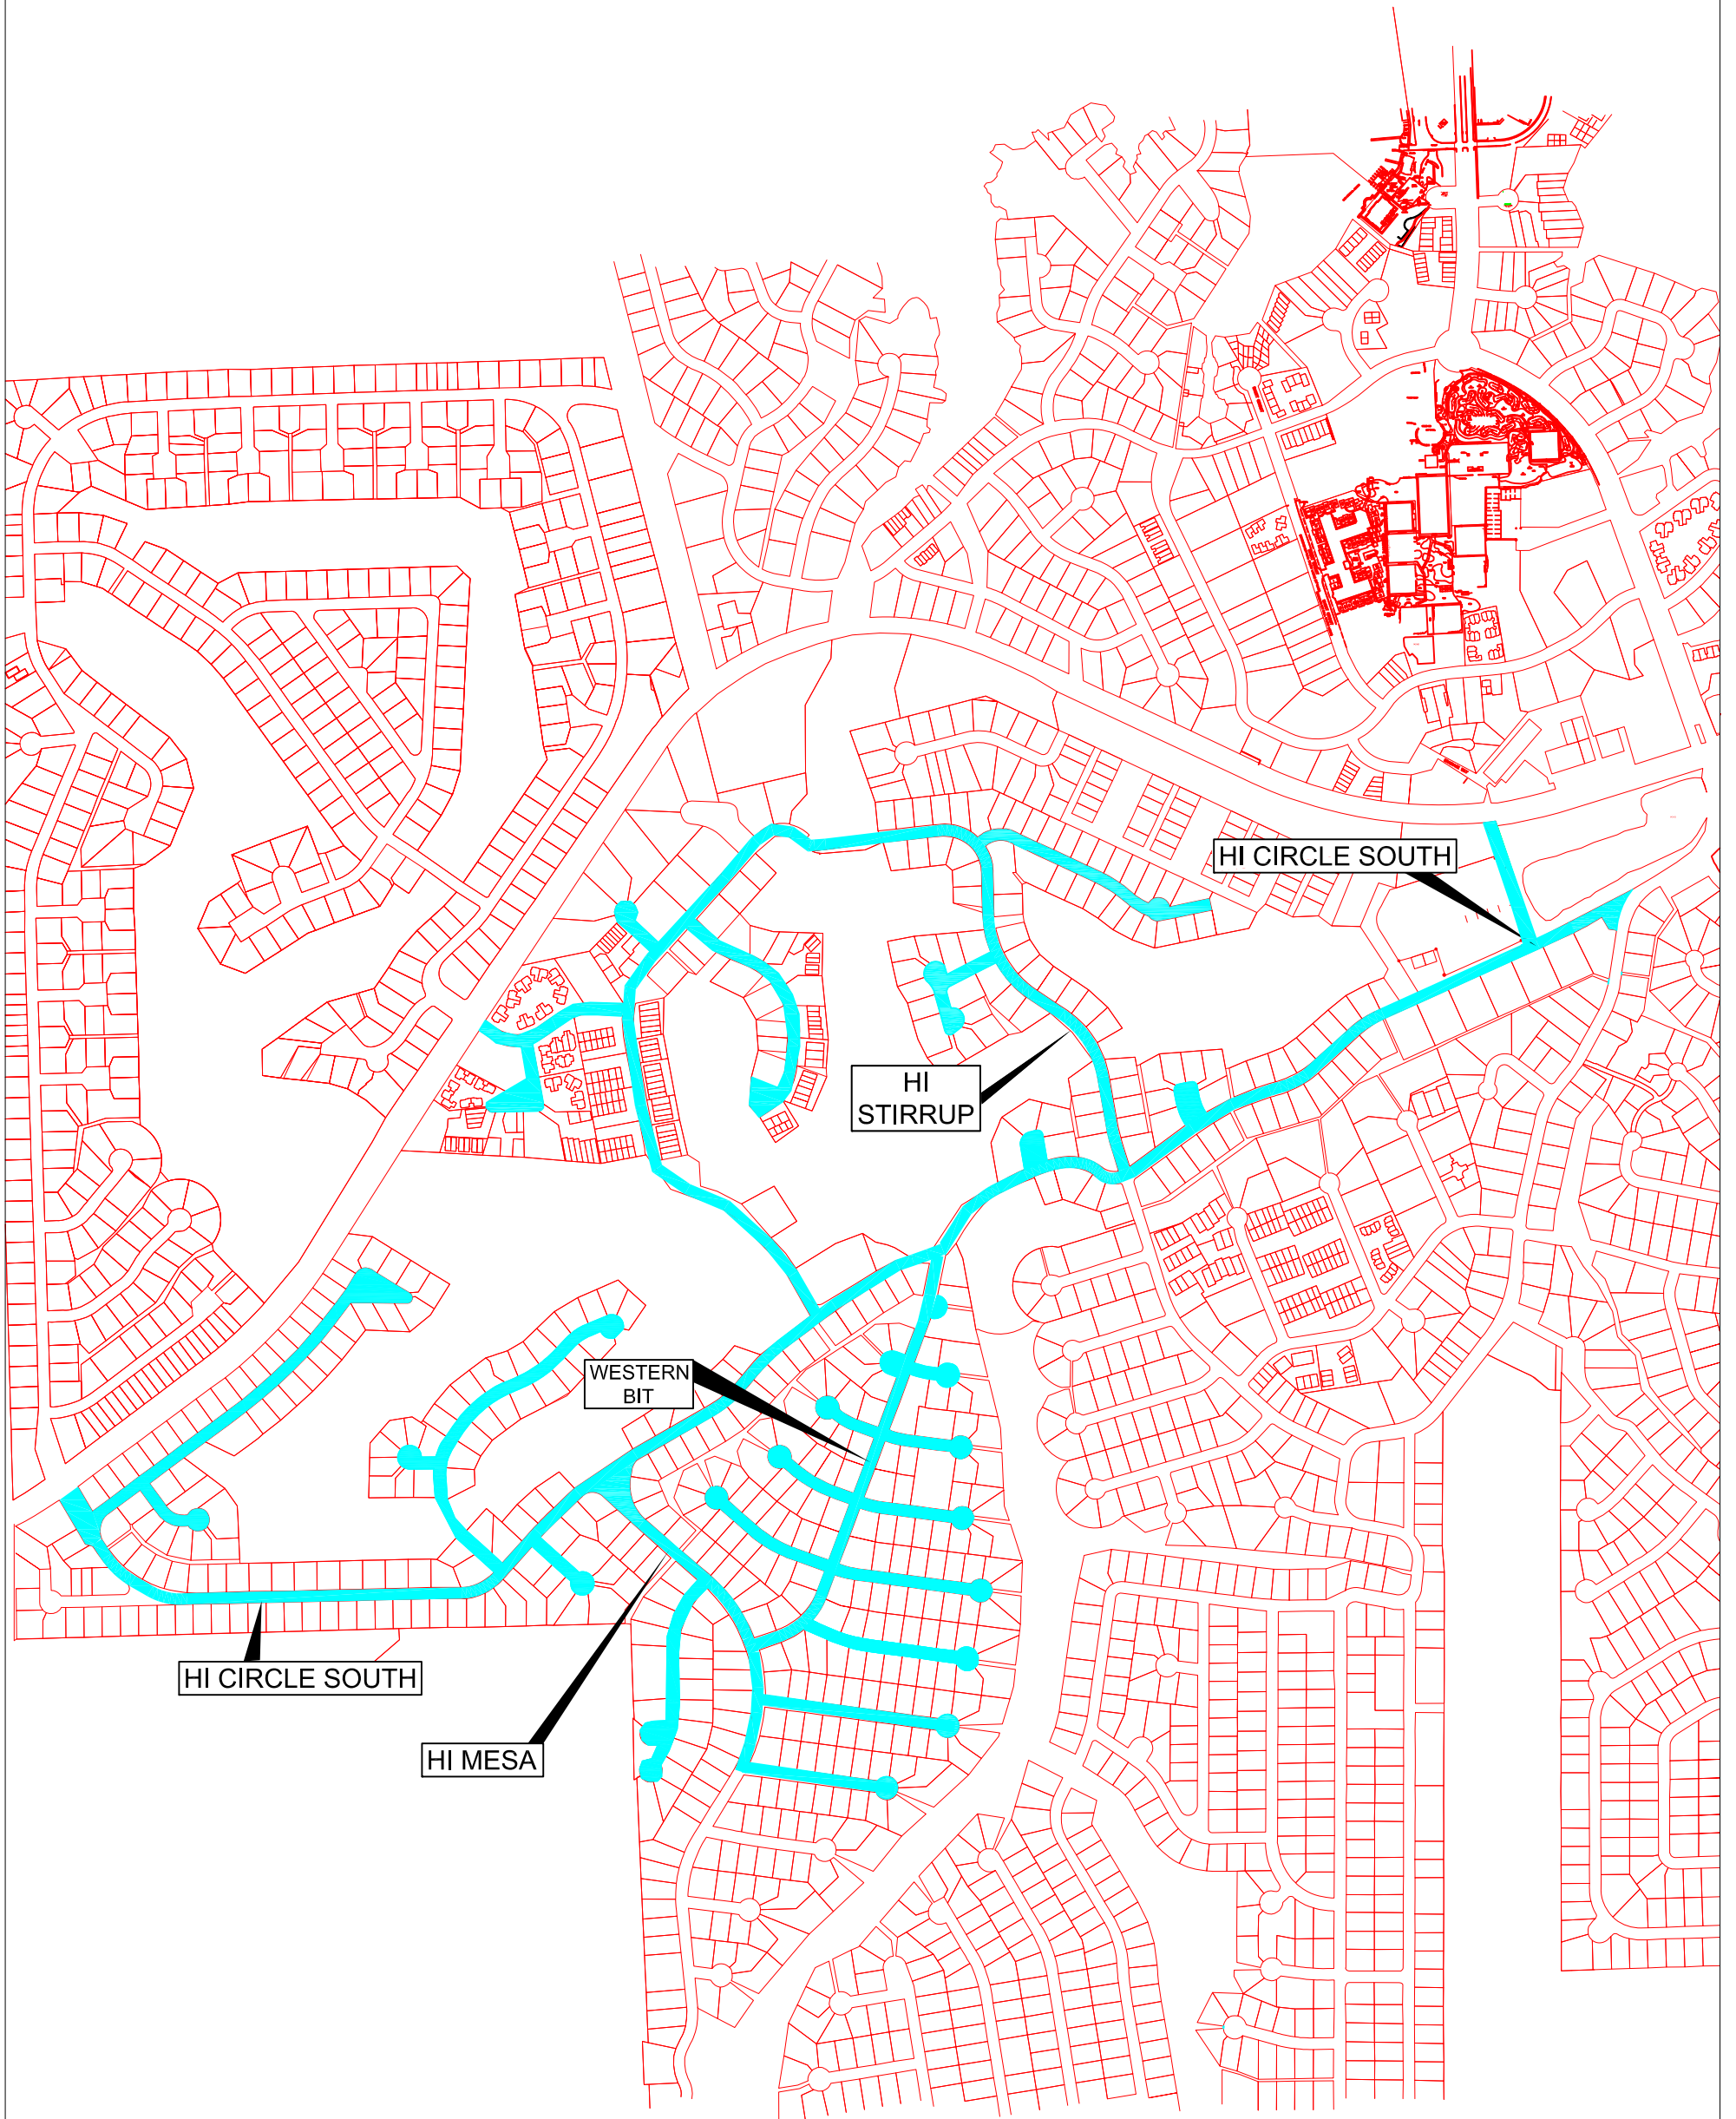 HI CIRCLE SOUTH
HI
STIRRUP
WESTERN
BIT
HI CIRCLE SOUTH
HI MESA